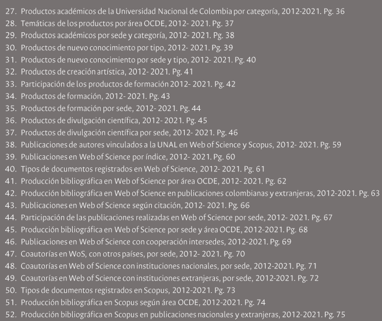 27. Productos académicos de la Universidad Nacional de Colombia por categoría, 2012-2021. Pg. 36
28. Temáticas de los productos por área OCDE, 2012- 2021. Pg. 37
29. Productos académicos por sede y categoría, 2012- 2021. Pg. 38
30. Productos de nuevo conocimiento por tipo, 2012- 2021. Pg. 39
31. Productos de nuevo conocimiento por sede y tipo, 2012- 2021. Pg. 40
32. Productos de creación artística, 2012- 2021. Pg. 41
33. Participación de los productos de formación 2012- 2021. Pg. 42
34. Productos de formación, 2012- 2021. Pg. 43
35. Productos de formación por sede, 2012- 2021. Pg. 44
36. Productos de divulgación científica, 2012- 2021. Pg. 45
37. Productos de divulgación científica por sede, 2012- 2021. Pg. 46
38. Publicaciones de autores vinculados a la UNAL en Web of Science y Scopus, 2012- 2021. Pg. 59
39. Publicaciones en Web of Science por índice, 2012- 2021. Pg. 60
40. Tipos de documentos registrados en Web of Science, 2012- 2021. Pg. 61
41. Producción bibliográfica en Web of Science por área OCDE, 2012- 2021. Pg. 62
42. Producción bibliográfica en Web of Science en publicaciones colombianas y extranjeras, 2012-2021. Pg. 63
43. Publicaciones en Web of Science según citación, 2012- 2021. Pg. 66
44. Participación de las publicaciones realizadas en Web of Science por sede, 2012- 2021. Pg. 67
45. Producción bibliográfica en Web of Science por sede y área OCDE, 2012- 2021. Pg. 68
46. Publicaciones en Web of Science con cooperación intersedes, 2012-2021. Pg. 69
47. Coautorías en WoS, con otros países, por sede, 2012- 2021. Pg. 70
48. Coautorías en Web of Science con instituciones nacionales, por sede, 2012-2021. Pg. 71
49. Coautorías en Web of Science con instituciones extranjeras, por sede, 2012- 2021. Pg. 72
50. Tipos de documentos registrados en Scopus, 2012- 2021. Pg. 73
51. Producción bibliográfica en Scopus según área OCDE, 2012- 2021. Pg. 74
52. Producción bibliográfica en Scopus en publicaciones nacionales y extranjeras, 2012-2021. Pg. 75